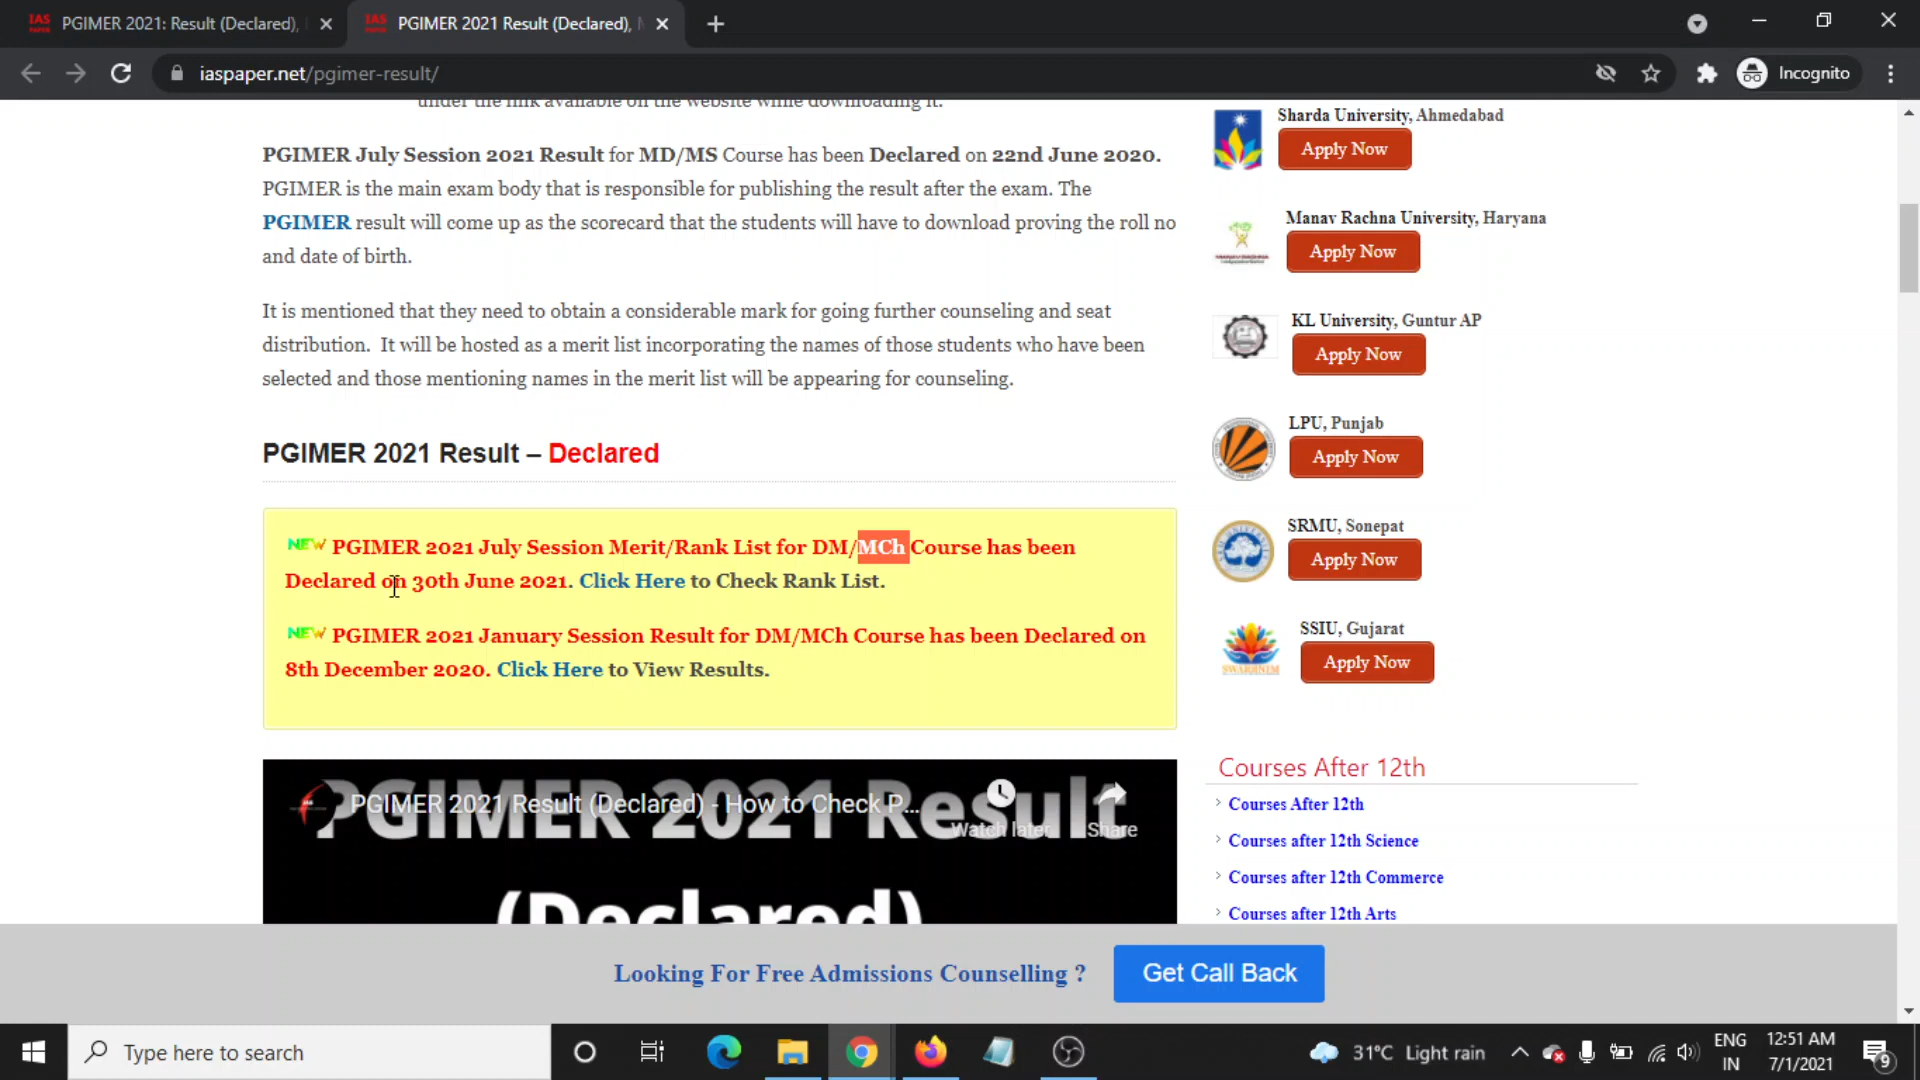 PGIMER 2021: Result (Declared),
PGIMER 2021 Result (Declared),
iaspaper.net/pgimer-result/
Incognito
under the link available on the website while downloading it.
PGIMER July Session 2021 Result for MD/MS Course has been Declared on 22nd June 2020.
PGIMER is the main exam body that is responsible for publishing the result after the exam. The
PGIMER result will come up as the scorecard that the students will have to download proving the roll no
and date of birth.
It is mentioned that they need to obtain a considerable mark for going further counseling and seat
distribution.  It will be hosted as a merit list incorporating the names of those students who have been
selected and those mentioning names in the merit list will be appearing for counseling.
PGIMER 2021 Result – Declared
NEW PGIMER 2021 July Session Merit/Rank List for DM/MCh Course has been
Declared on 30th June 2021. Click Here to Check Rank List.
NEW PGIMER 2021 January Session Result for DM/MCh Course has been Declared on
8th December 2020. Click Here to View Results.
PGIMER 2021 Result (Declared) - How to Check P...
Watch later
Share
PGIMER 2021 Result
(Declared)
Sharda University, Ahmedabad
Apply Now
Manav Rachna University, Haryana
Apply Now
KL University, Guntur AP
Apply Now
LPU, Punjab
Apply Now
SRMU, Sonepat
Apply Now
SSIU, Gujarat
Apply Now
Courses After 12th
Courses After 12th
Courses after 12th Science
Courses after 12th Commerce
Courses after 12th Arts
Looking For Free Admissions Counselling ?
Get Call Back
Type here to search
31°C Light rain
ENG
IN
12:51 AM
7/1/2021
9